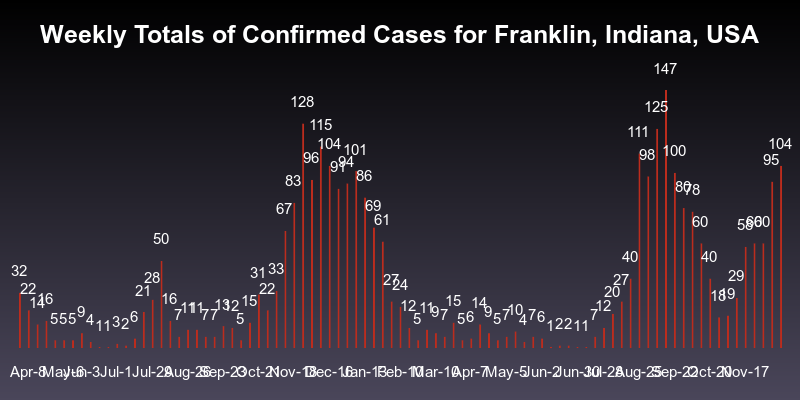 Weekly Totals of Confirmed Cases for Franklin, Indiana, USA
32 22 14 16 5 5 5 9 4 1 1 3 2 6 21 28 50 16 7 11 11 7 7 13 12 5 15 31 22 33 67 83 128 96 115 104 91 94 101 86 69 61 27 24 12 5 11 9 7 15 5 6 14 9 5 7 10 4 7 6 1 2 2 1 1 7 12 20 27 40 111 98 125 147 100 80 78 60 40 18 19 29 58 60 60 95 104
Apr-8 May-6 Jun-3 Jul-1 Jul-29 Aug-26 Sep-23 Oct-21 Nov-18 Dec-16 Jan-13 Feb-10 Mar-10 Apr-7 May-5 Jun-2 Jun-30 Jul-28 Aug-25 Sep-22 Oct-20 Nov-17